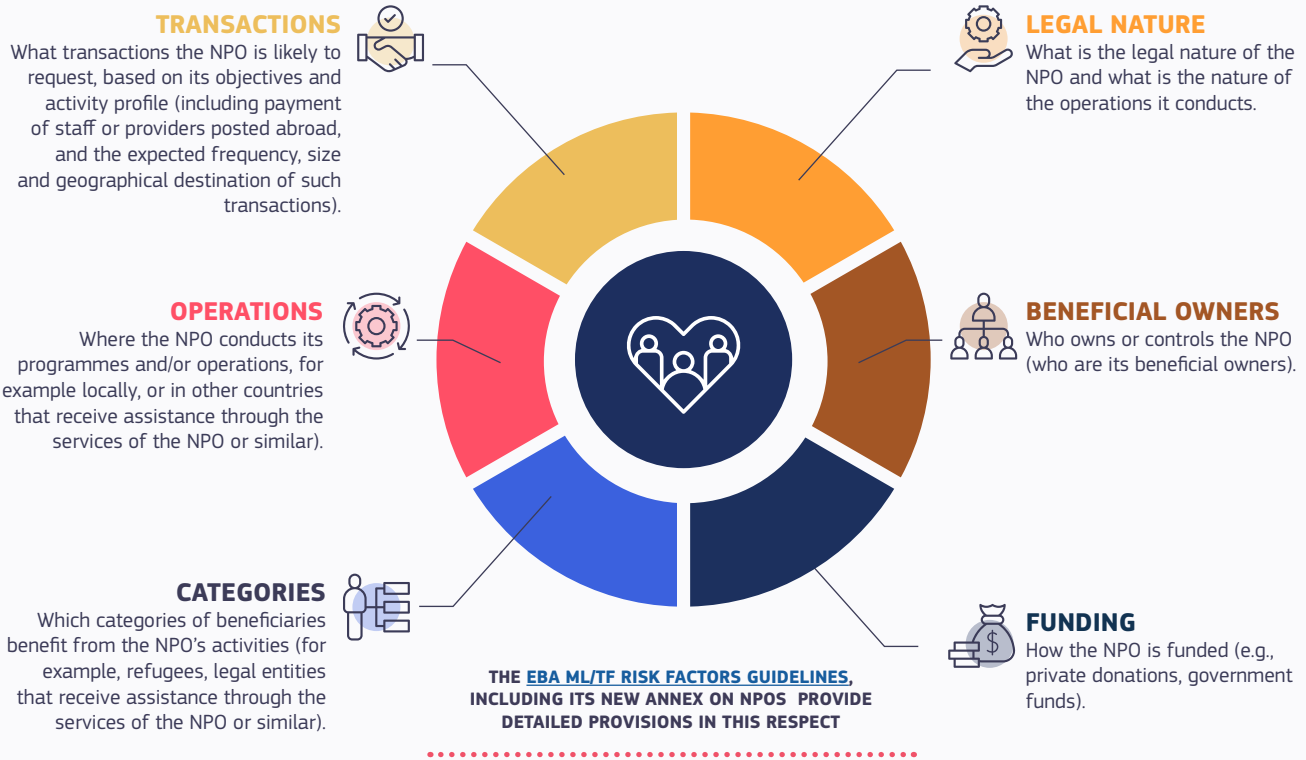 TRANSACTIONS
What transactions the NPO is likely to
request, based on its objectives and
activity profile (including payment
of staff or providers posted abroad,
and the expected frequency, size
and geographical destination of such
transactions).
LEGAL NATURE
What is the legal nature of the
NPO and what is the nature of
the operations it conducts.
OPERATIONS
Where the NPO conducts its
programmes and/or operations, for
example locally, or in other countries
that receive assistance through the
services of the NPO or similar).
BENEFICIAL OWNERS
Who owns or controls the NPO
(who are its beneficial owners).
CATEGORIES
Which categories of beneficiaries
benefit from the NPO’s activities (for
example, refugees, legal entities
that receive assistance through the
services of the NPO or similar).
$
FUNDING
How the NPO is funded (e.g.,
private donations, government
funds).
THE EBA ML/TF RISK FACTORS GUIDELINES,
INCLUDING ITS NEW ANNEX ON NPOS PROVIDE
DETAILED PROVISIONS IN THIS RESPECT